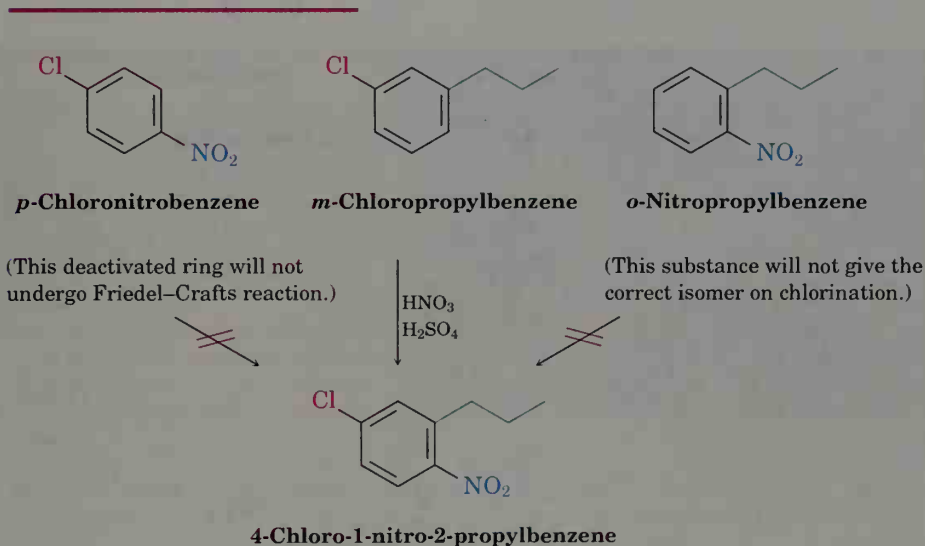 Cl
NO₂
Cl
NO₂
p-Chloronitrobenzene
m-Chloropropylbenzene
o-Nitropropylbenzene
(This deactivated ring will not
undergo Friedel–Crafts reaction.)
HNO₃
H₂SO₄
(This substance will not give the
correct isomer on chlorination.)
Cl
NO₂
4-Chloro-1-nitro-2-propylbenzene